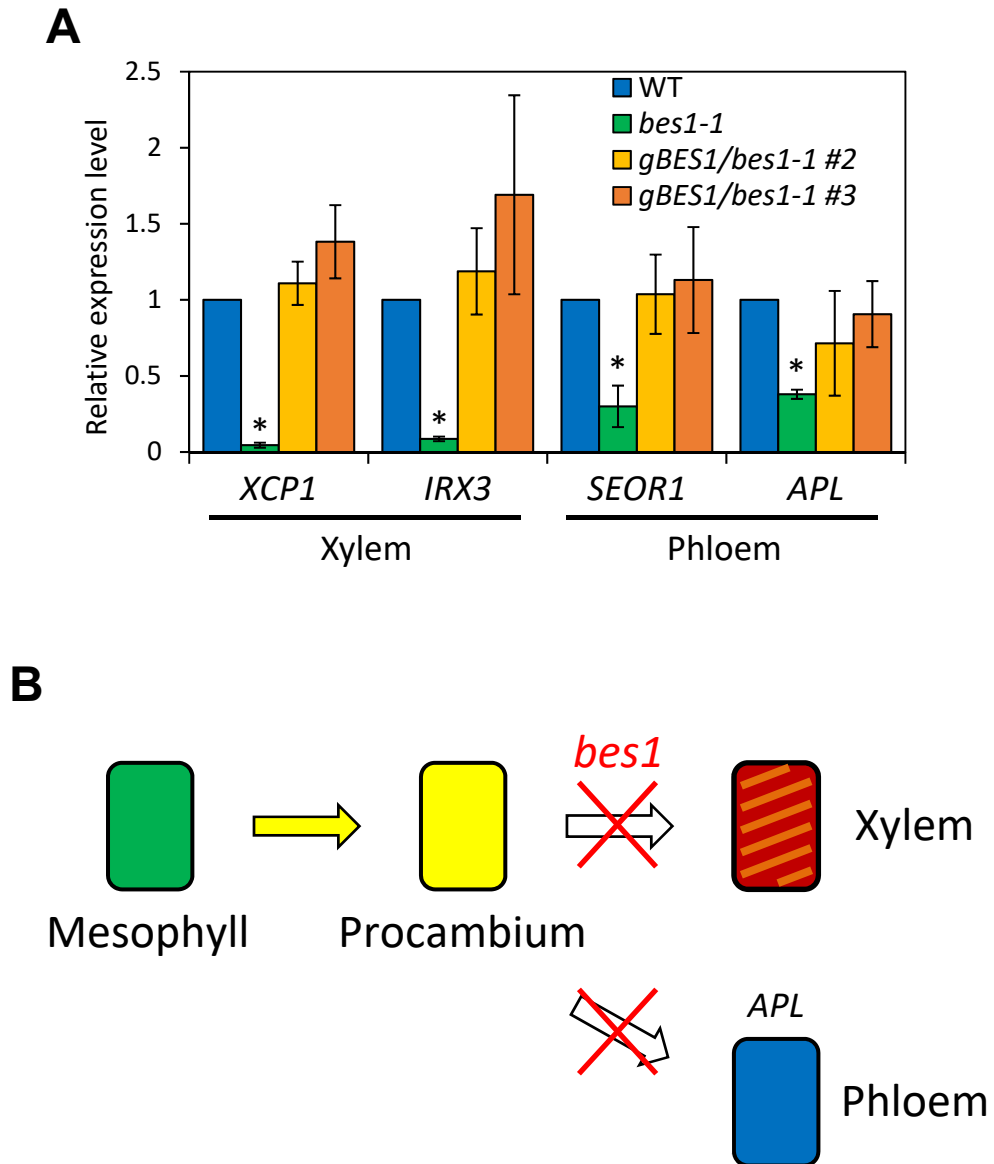 A
2.5
2
1.5
1
0.5
0
Relative expression level
WT
bes1-1
gBES1/bes1-1 #2
gBES1/bes1-1 #3
* * * *
XCP1 IRX3 SEOR1 APL
Xylem Phloem
B
bes1
Xylem
Mesophyll Procambium
APL
Phloem